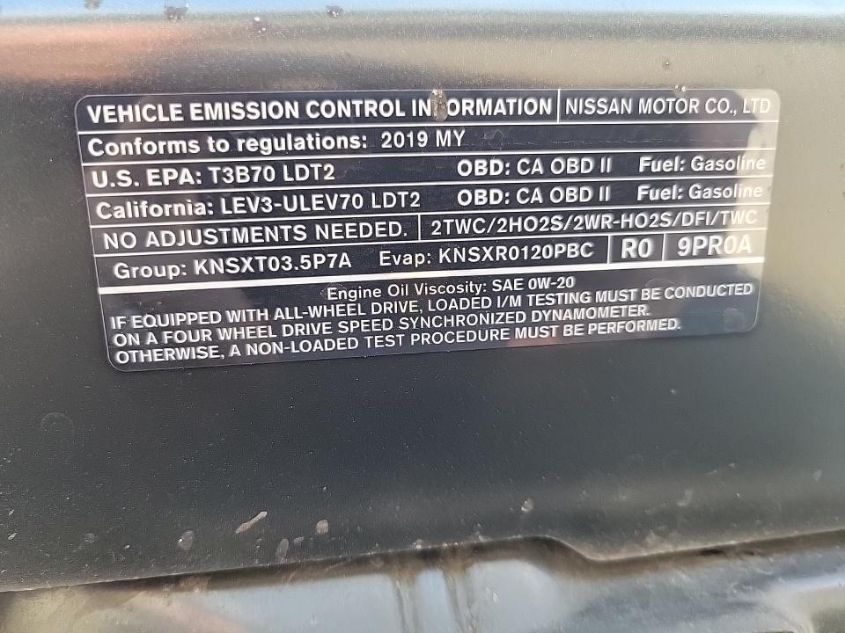 VEHICLE EMISSION CONTROL INFORMATION NISSAN MOTOR CO., LTD
Conforms to regulations: 2019 MY
U.S. EPA: T3B70 LDT2 OBD: CA OBD II Fuel: Gasoline
California: LEV3-ULEV70 LDT2 OBD: CA OBD II Fuel: Gasoline
NO ADJUSTMENTS NEEDED. 2TWC/2HO2S/2WR-HO2S/DFI/TWC
Group: KNSXT03.5P7A Evap: KNSXR0120PBC R0 9PR0A
Engine Oil Viscosity: SAE 0W-20
IF EQUIPPED WITH ALL-WHEEL DRIVE, LOADED I/M TESTING MUST BE CONDUCTED
ON A FOUR WHEEL DRIVE SPEED SYNCHRONIZED DYNAMOMETER.
OTHERWISE, A NON-LOADED TEST PROCEDURE MUST BE PERFORMED.